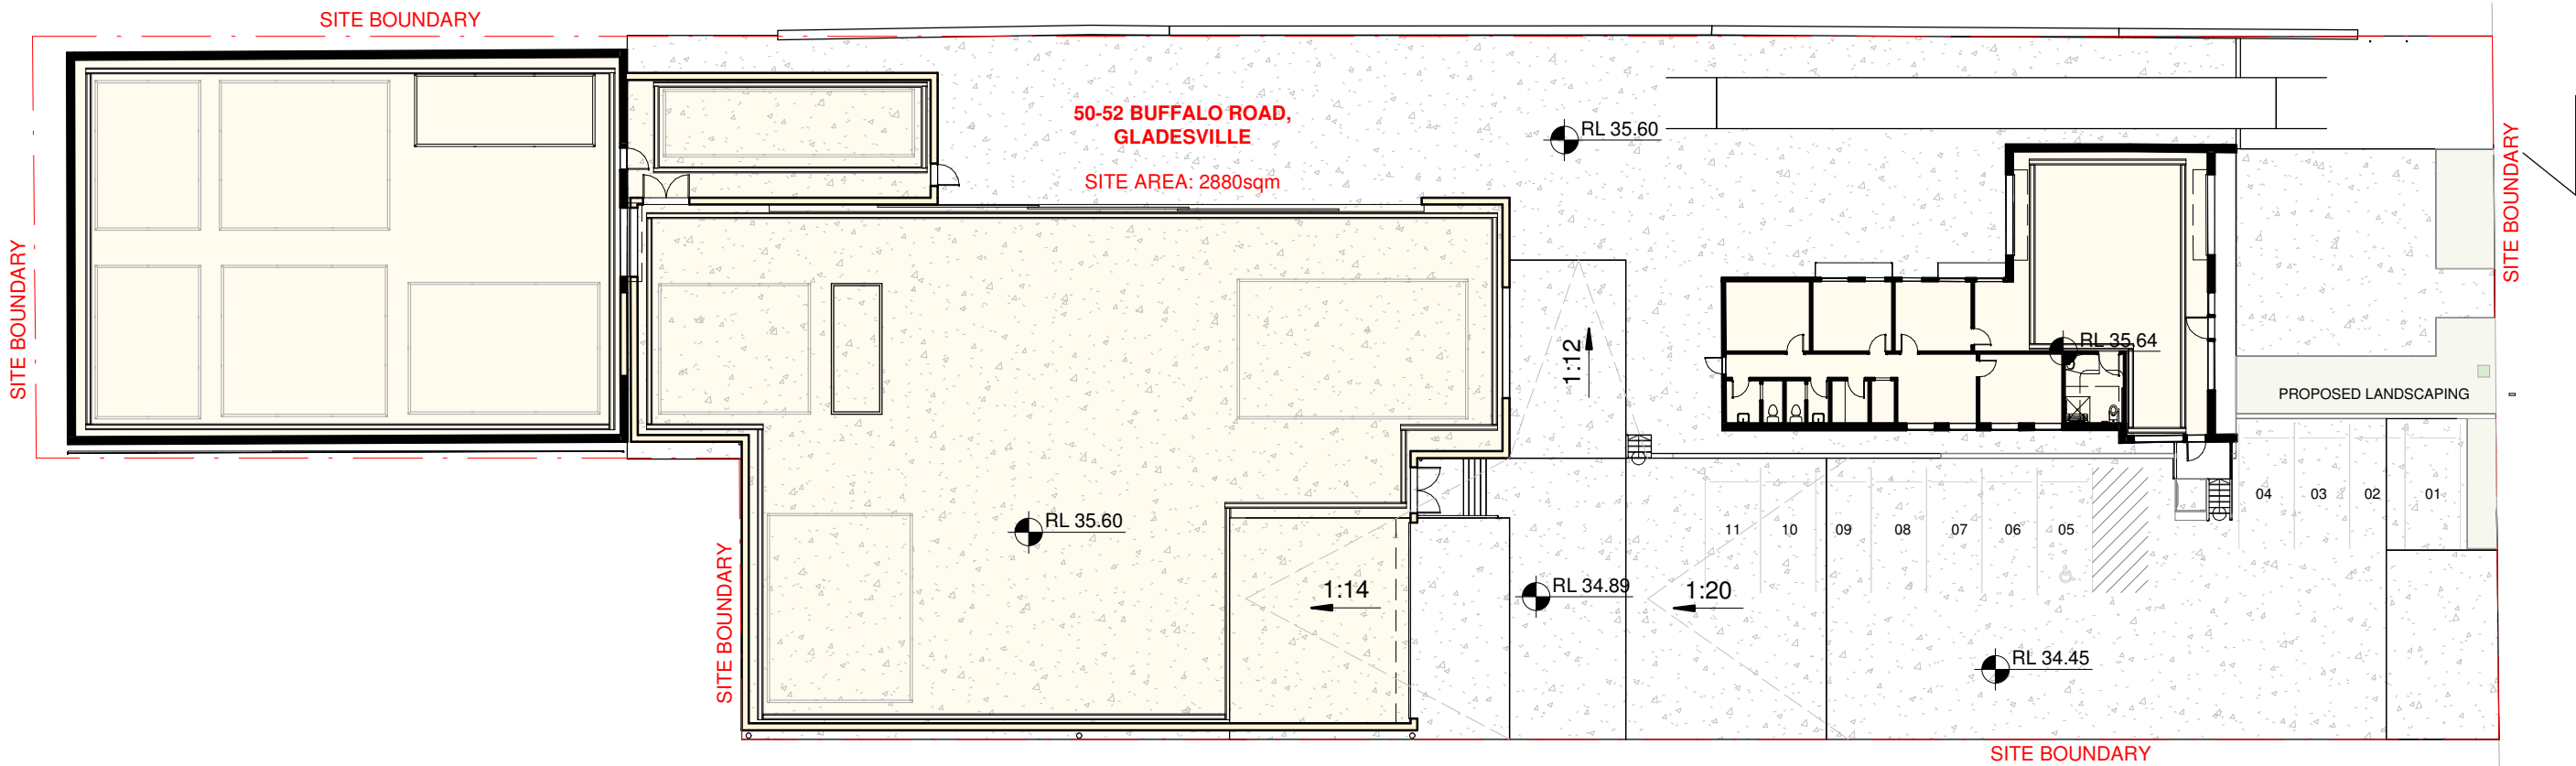 SITE BOUNDARY
50-52 BUFFALO ROAD,
GLADESVILLE
SITE AREA: 2880sqm
RL 35.60
SITE BOUNDARY
SITE BOUNDARY
1:12
RL 35.64
PROPOSED LANDSCAPING
04
03
02
01
RL 35.60
11
10
09
08
07
06
05
SITE BOUNDARY
1:14
RL 34.89
1:20
RL 34.45
SITE BOUNDARY